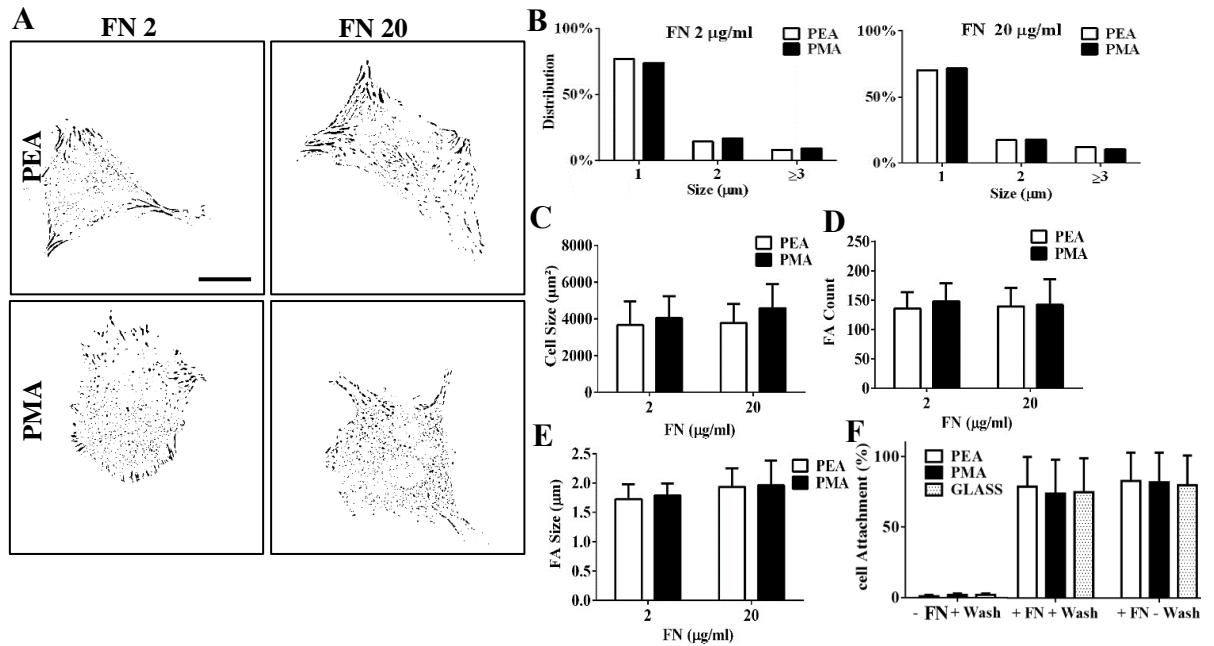 A
FN 2
FN 20
PEA
PMA
B
FN 2 µg/ml
PEA
PMA
100%
50%
0%
Distribution
1
2
≥3
Size (µm)
FN 20 µg/ml
PEA
PMA
100%
50%
0%
1
2
≥3
Size (µm)
C
PEA
PMA
8000
6000
4000
2000
0
Cell Size (µm²)
2
20
FN (µg/ml)
D
PEA
PMA
250
200
150
100
50
0
FA Count
2
20
FN (µg/ml)
E
PEA
PMA
2.5
2.0
1.5
1.0
0.5
0.0
FA Size (µm)
2
20
FN (µg/ml)
F
PEA
PMA
GLASS
100
50
0
cell Attachment (%)
- FN + Wash
+ FN + Wash
+ FN - Wash